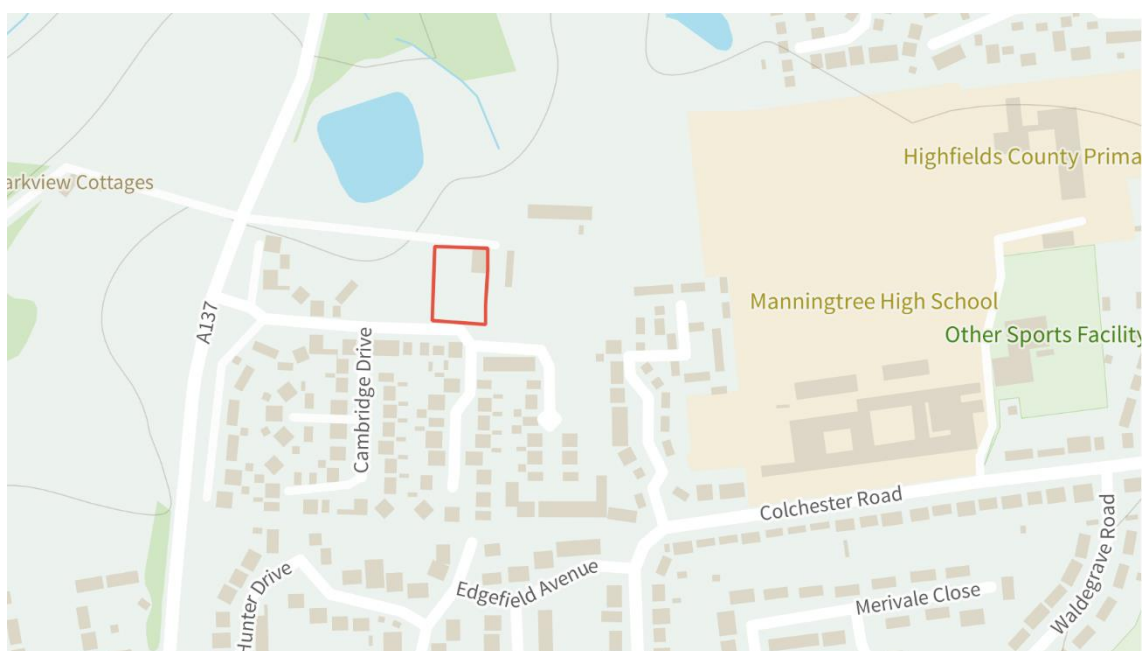 Highfields County Prima
arkview Cottages
Manningtree High School
A137
Other Sports Facility
Cambridge Drive
Colchester Road
Edgefield Avenue
Hunter Drive
Merivale Close
Waldegrave Road